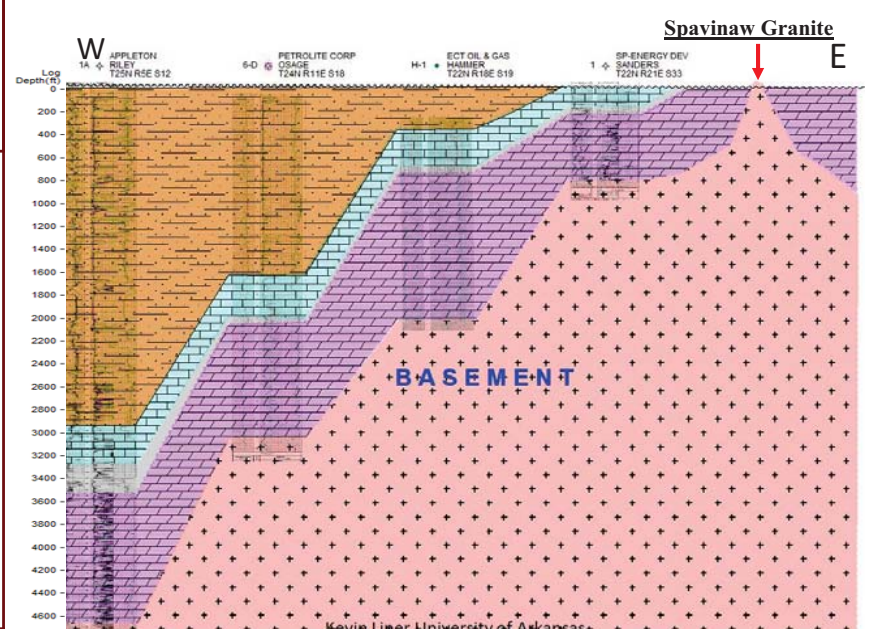 Spavinaw Granite
W
E
1A APPLETON RILEY T25N R5E S12
6-D PETROLITE CORP OSAGE T24N R11E S18
H-1 ECT OIL & GAS HAMMER T22N R18E S19
1 SP-ENERGY DEV SANDERS T22N R21E S33
Log
Depth(ft)
0
200
400
600
800
1000
1200
1400
1600
1800
2000
2200
2400
2600
2800
3000
3200
3400
3600
3800
4000
4200
4400
4600
BASEMENT
Kevin Liner University of Arkansas